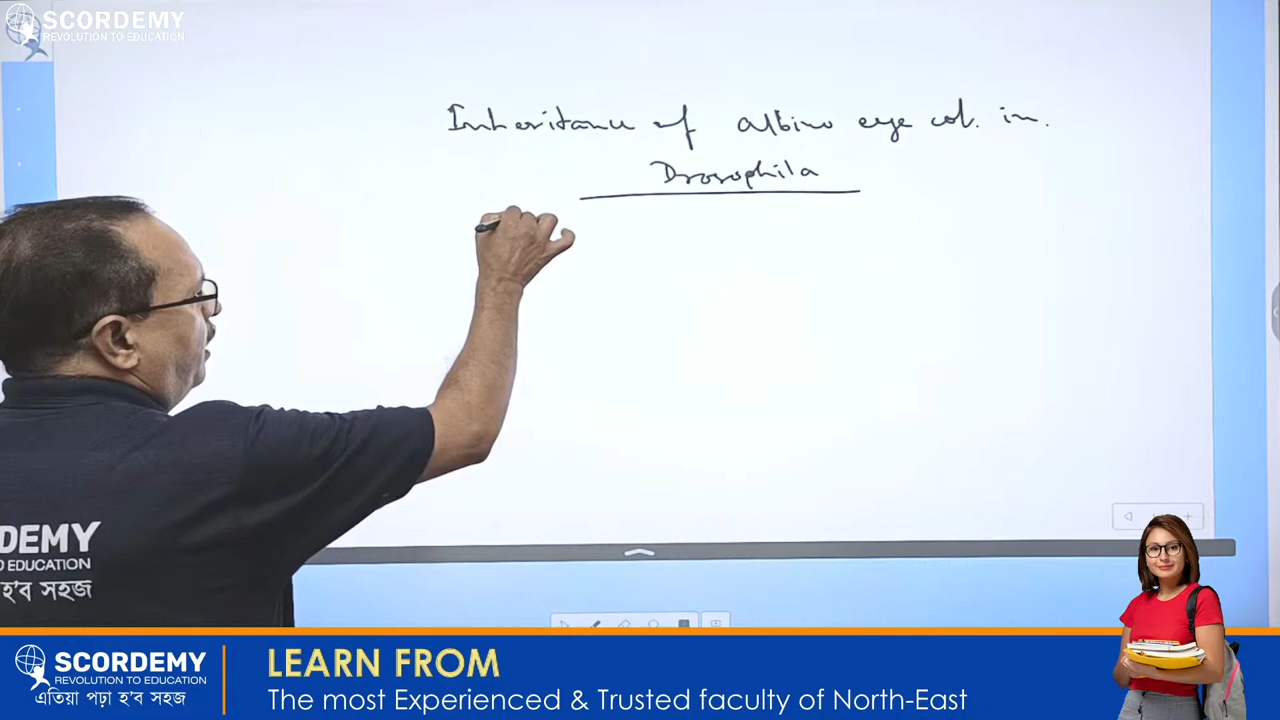 SCORDEMY
REVOLUTION TO EDUCATION
Inheritance of albino eye col. in.
Drosophila
DEMY
O EDUCATION
হ'ব সহজ
SCORDEMY
REVOLUTION TO EDUCATION
এতিয়া পঢ়া হ'ব সহজ
LEARN FROM
The most Experienced & Trusted faculty of North-East